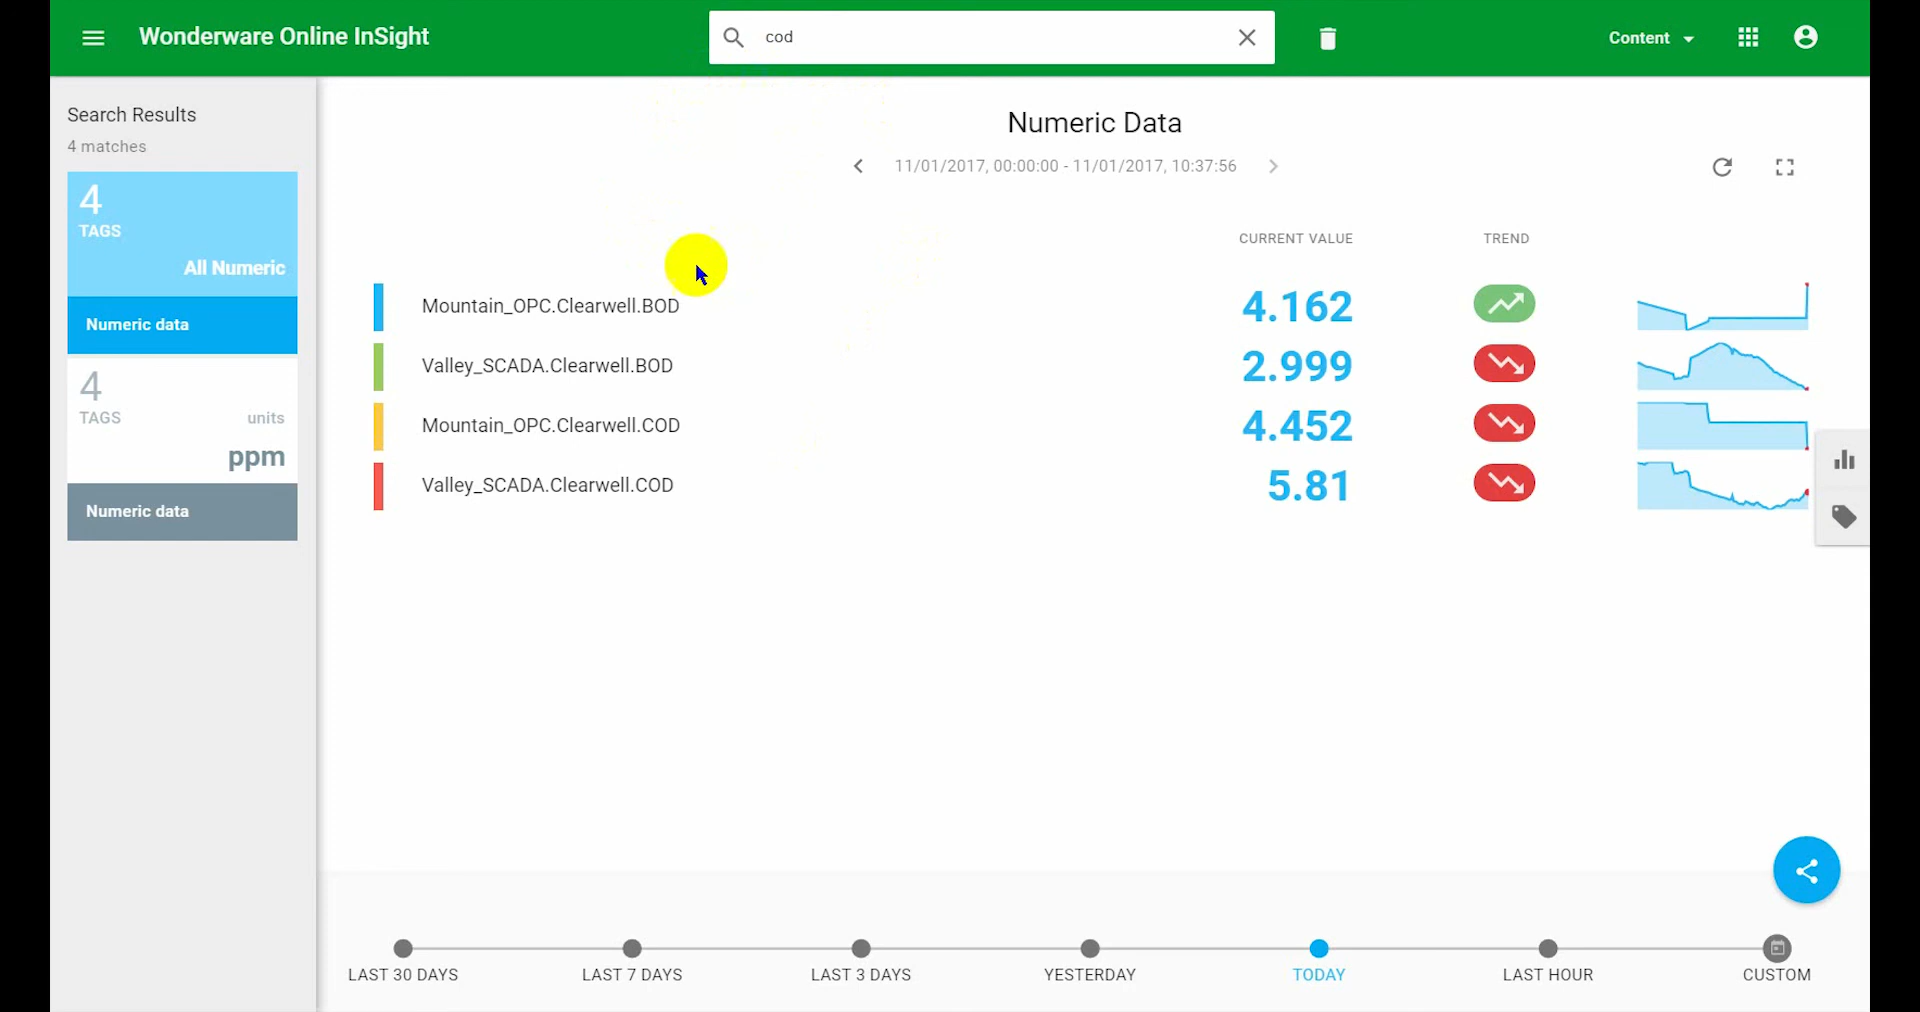 Wonderware Online InSight
cod
Content
Search Results
4 matches
4
TAGS
All Numeric
Numeric data
4
TAGS
units
ppm
Numeric data
Numeric Data
11/01/2017, 00:00:00 - 11/01/2017, 10:37:56
CURRENT VALUE TREND
Mountain_OPC.Clearwell.BOD 4.162
Valley_SCADA.Clearwell.BOD 2.999
Mountain_OPC.Clearwell.COD 4.452
Valley_SCADA.Clearwell.COD 5.81
LAST 30 DAYS LAST 7 DAYS LAST 3 DAYS YESTERDAY TODAY LAST HOUR CUSTOM